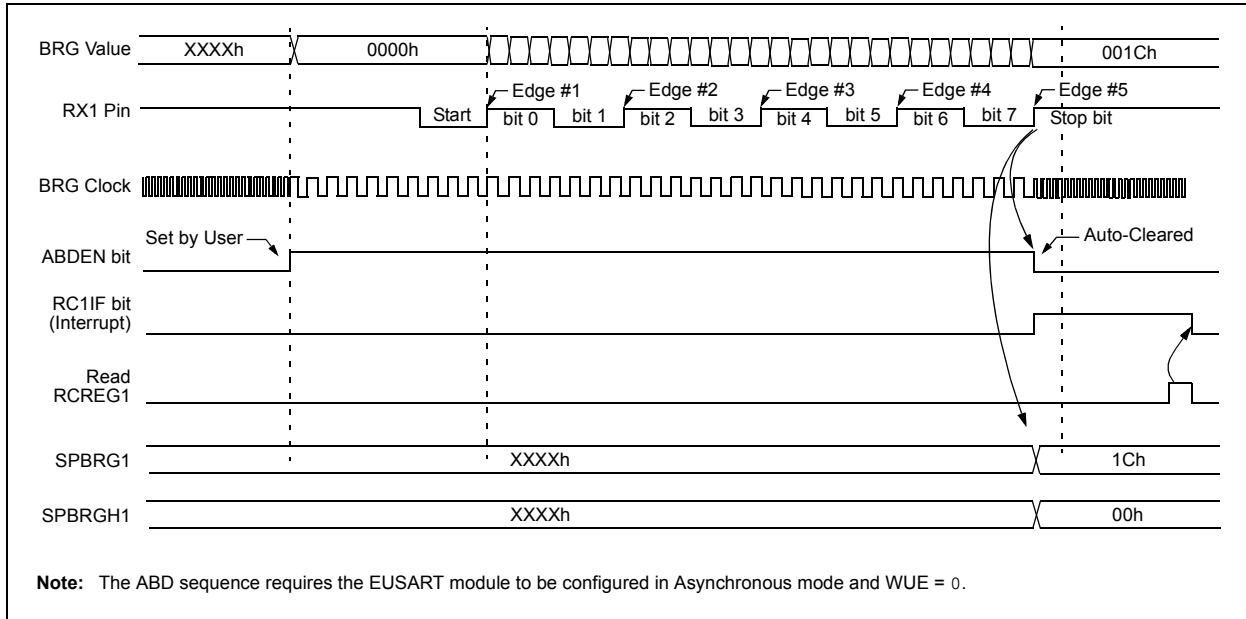 BRG Value XXXXh 0000h 001Ch
Edge #1 Edge #2 Edge #3 Edge #4 Edge #5
RX1 Pin Start bit 0 bit 1 bit 2 bit 3 bit 4 bit 5 bit 6 bit 7 Stop bit
BRG Clock
Set by User Auto-Cleared
ABDEN bit
RC1IF bit
(Interrupt)
Read
RCREG1
SPBRG1 XXXXh 1Ch
SPBRGH1 XXXXh 00h
Note: The ABD sequence requires the EUSART module to be configured in Asynchronous mode and WUE = 0.